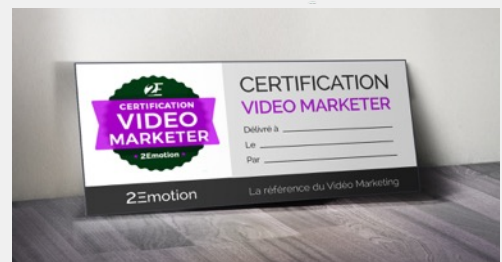 2E
CERTIFICATION
VIDEO
MARKETER
2Emotion
CERTIFICATION
VIDEO MARKETER
Délivré à
Le
Par
2Emotion
La référence du Vidéo Marketing